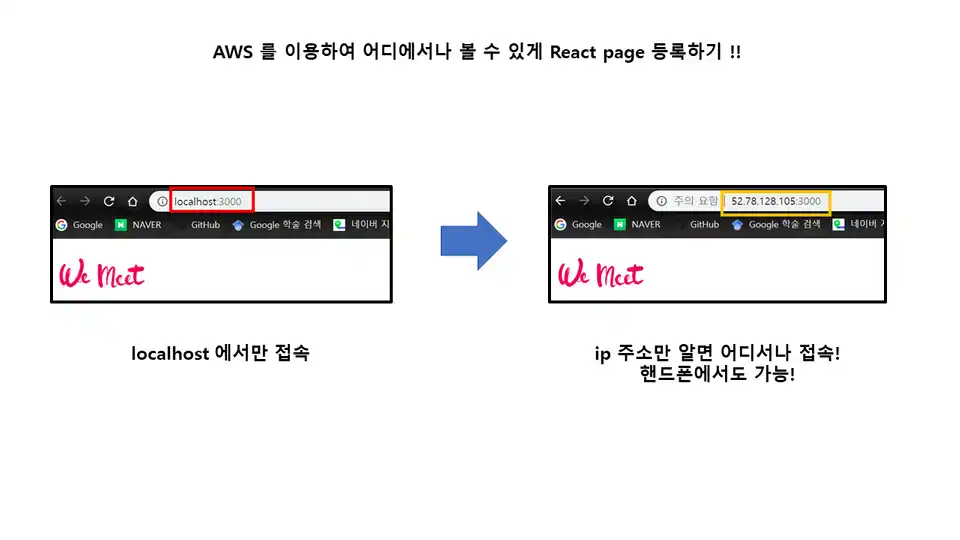 AWS 를 이용하여 어디에서나 볼 수 있게 React page 등록하기 !!
localhost:3000
Google NAVER GitHub Google 학술 검색 네이버 지
We Meet
주의 요함 52.78.128.105:3000
Google NAVER GitHub Google 학술 검색 네이버
We Meet
localhost 에서만 접속
ip 주소만 알면 어디서나 접속!
핸드폰에서도 가능!